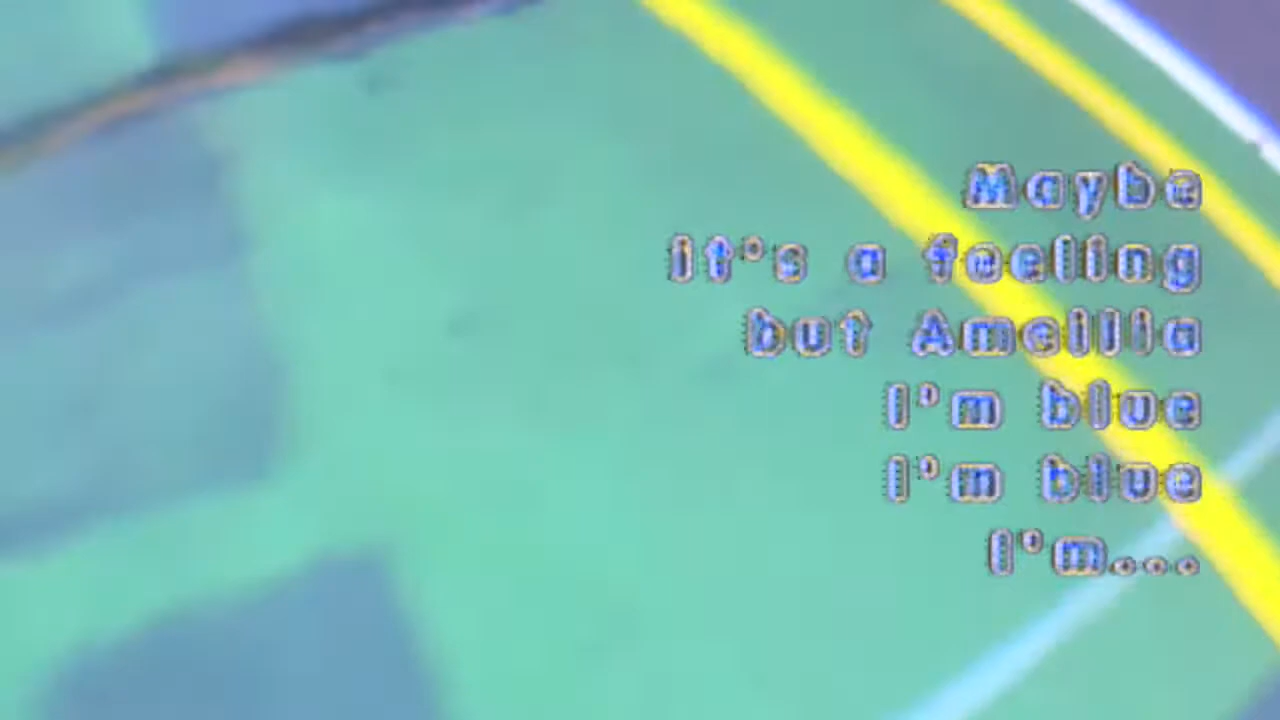 Maybe
it's a feeling
but Amellia
I'm blue
I'm blue
I'm...